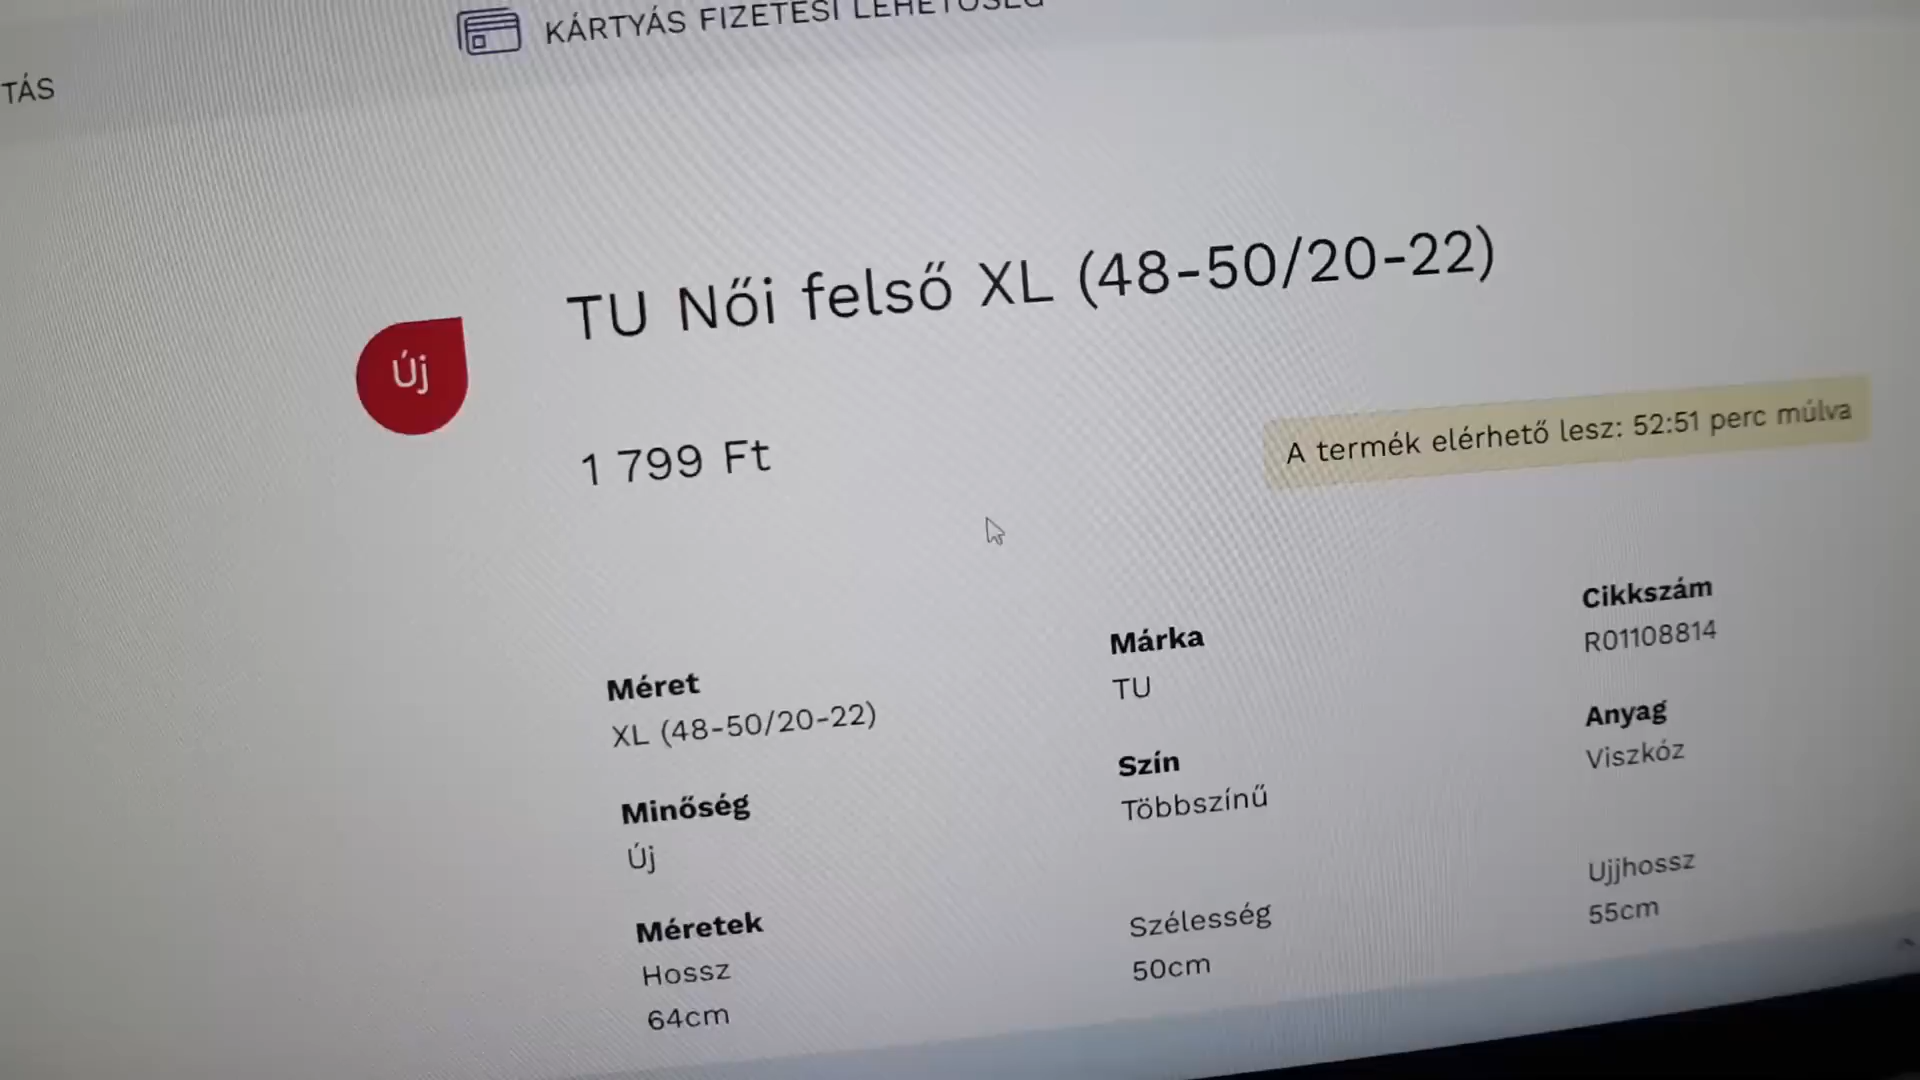 KÁRTYÁS FIZETÉSI LEHETŐSÉG
TÁS
TU Női felső XL (48-50/20-22)
Új
1 799 Ft
A termék elérhető lesz: 52:51 perc múlva
Méret
XL (48-50/20-22)
Márka
TU
Cikkszám
R01108814
Minőség
Új
Szín
Többszínű
Anyag
Viszkóz
Méretek
Hossz
64cm
Szélesség
50cm
Ujjhossz
55cm